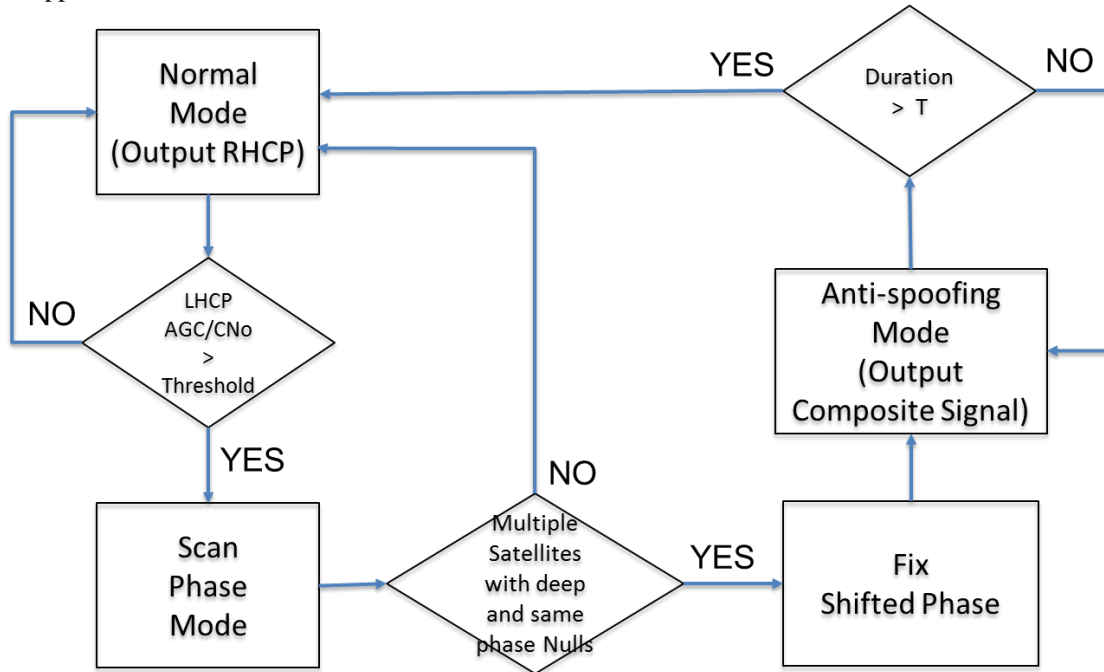 Normal
Mode
(Output RHCP)
YES
Duration
> T
NO
NO
LHCP
AGC/CNo
>
Threshold
Anti-spoofing
Mode
(Output
Composite Signal)
YES
NO
Scan
Phase
Mode
Multiple
Satellites
with deep
and same
phase Nulls
YES
Fix
Shifted Phase